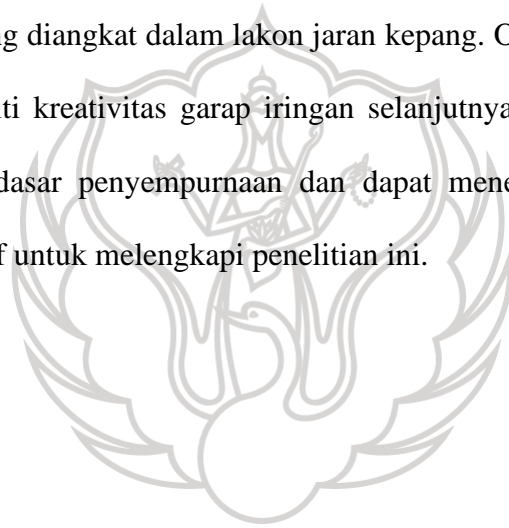 ng diangkat dalam lakon jaran kepang. O
ti kreativitas garap iringan selanjutnya
dasar penyempurnaan dan dapat mene
f untuk melengkapi penelitian ini.